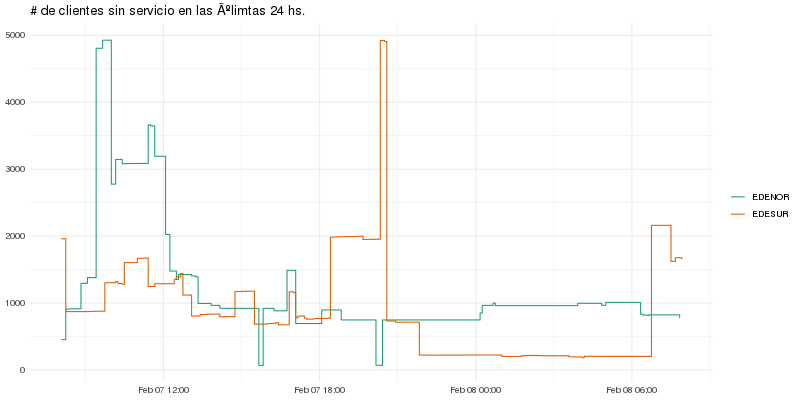 # de clientes sin servicio en las Ãºlimtas 24 hs.
5000
4000
3000
2000
1000
0
Feb 07 12:00
Feb 07 18:00
Feb 08 00:00
Feb 08 06:00
EDENOR
EDESUR